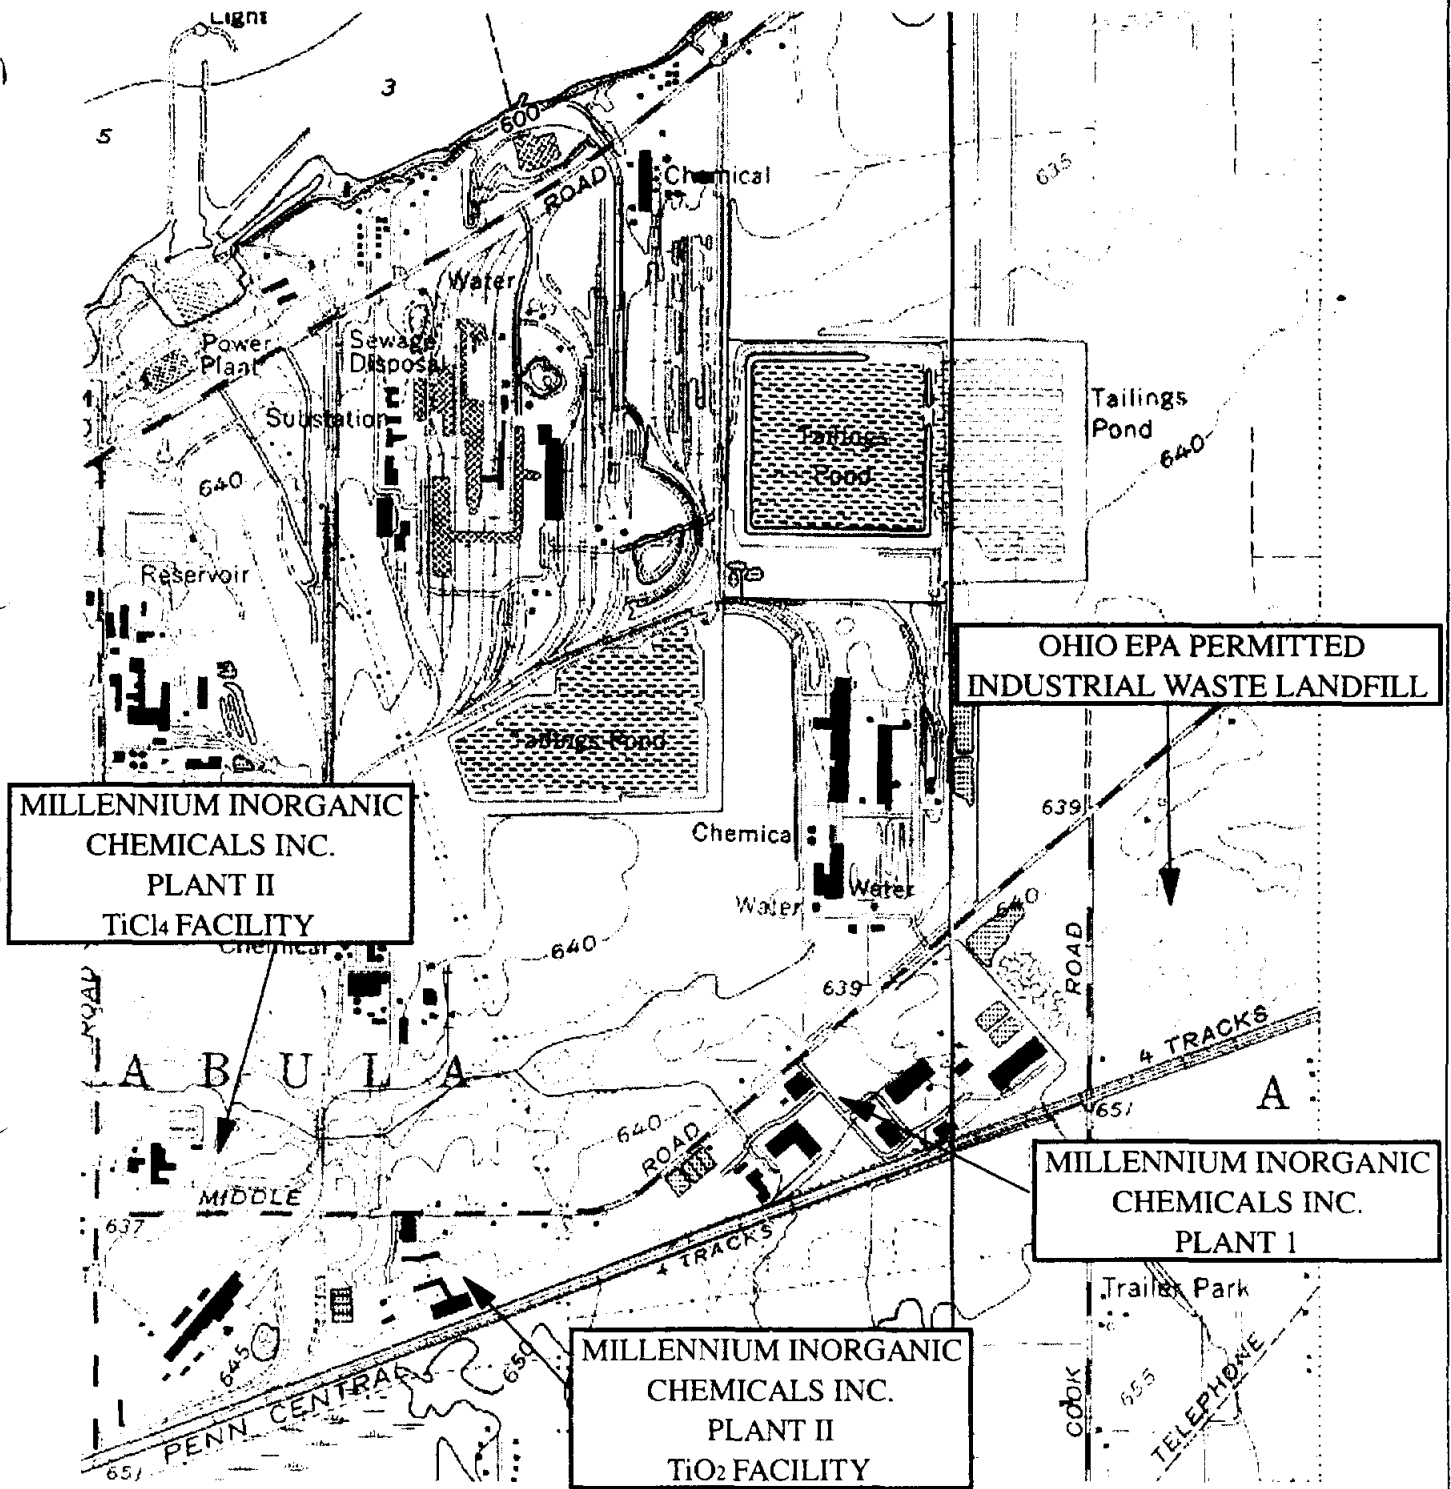 Light
3
5
600
ROAD
Chemical
635
Water
Power
Plant
Sewage
Disposal
Substation
Tailings
Pond
Tailings
Pond
640
640
Reservoir
OHIO EPA PERMITTED
INDUSTRIAL WASTE LANDFILL
Tailings Pond
639
MILLENNIUM INORGANIC
CHEMICALS INC.
PLANT II
TiCl4 FACILITY
Chemical
Chemical
Water
Water
640
640
ROAD
639
ROAD
4 TRACKS
A B U L A
A
651
640
ROAD
MILLENNIUM INORGANIC
CHEMICALS INC.
PLANT 1
MIDDLE
637
4 TRACKS
Trailer Park
MILLENNIUM INORGANIC
CHEMICALS INC.
PLANT II
TiO2 FACILITY
645
650
PENN CENTRAL
651
COOK
655
TELEPHONE